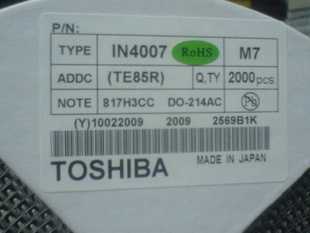 P/N:
TYPE IN4007 RoHS M7
ADDC (TE85R) Q,TY 2000pcs
NOTE 817H3CC DO-214AC Pb
(Y)10022009 2009 2569B1K
TOSHIBA MADE IN JAPAN